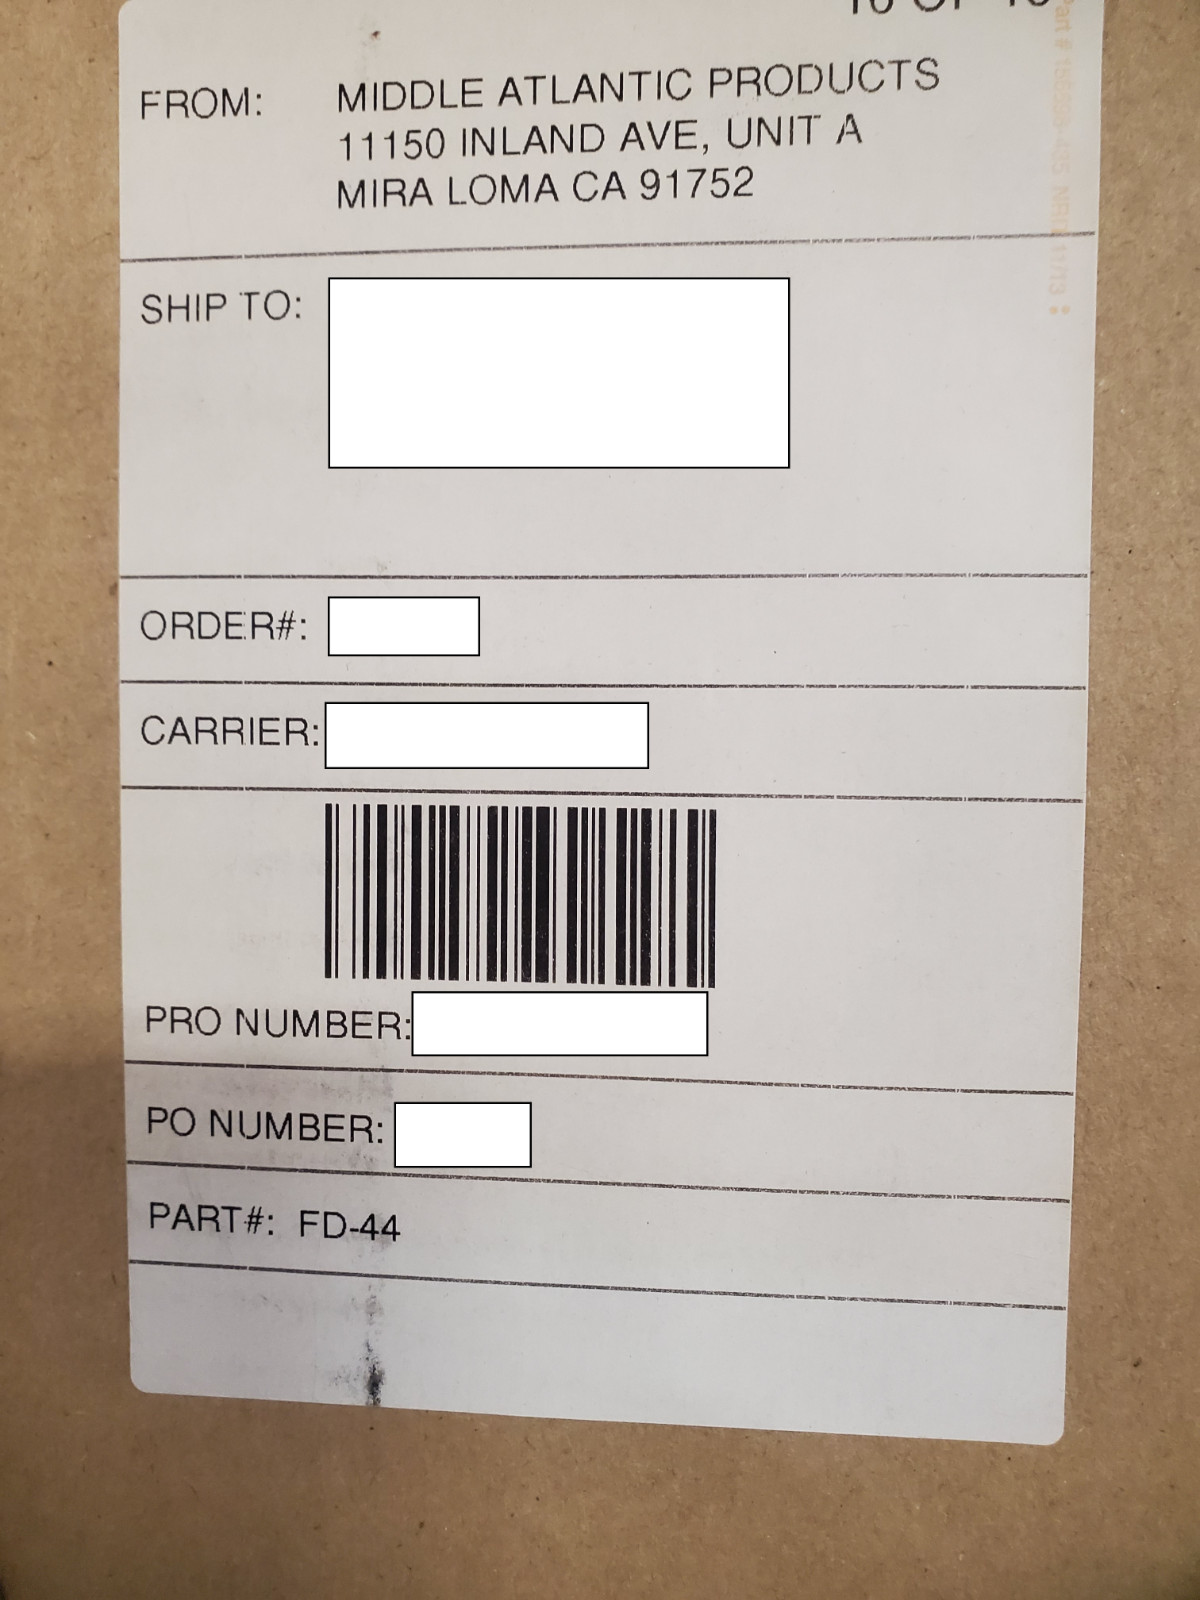 FROM: MIDDLE ATLANTIC PRODUCTS
11150 INLAND AVE, UNIT A
MIRA LOMA CA 91752
SHIP TO:
ORDER#:
CARRIER:
PRO NUMBER:
PO NUMBER:
PART#: FD-44